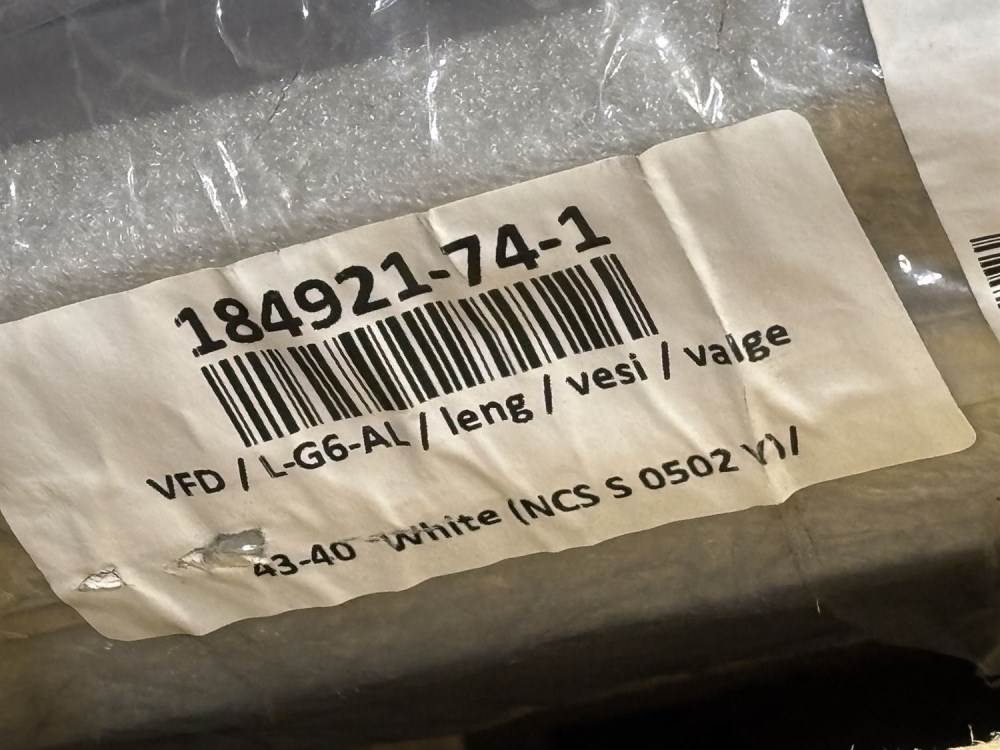 184921-74-1
VFD / L-G6-AL / leng / vesi / valge
43-40 White (NCS S 0502 Y)/